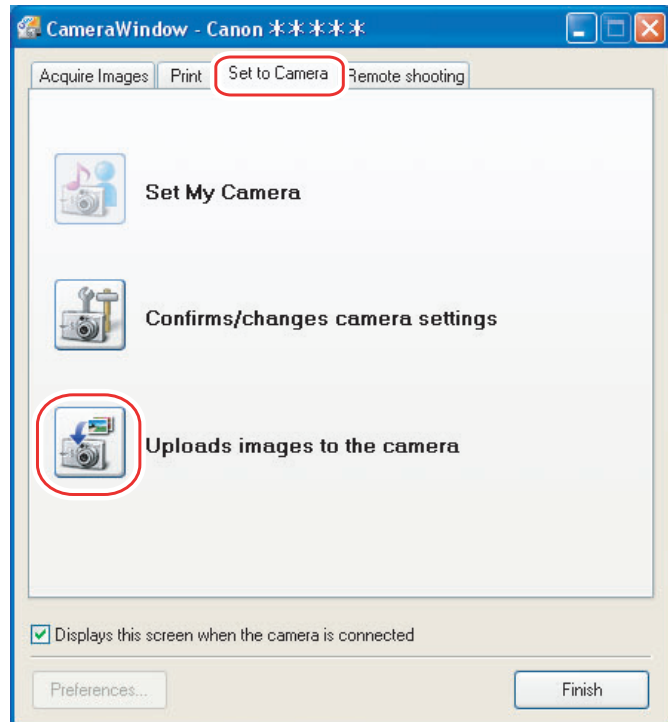 CameraWindow - Canon *****
Acquire Images Print Set to Camera Remote shooting
Set My Camera
Confirms/changes camera settings
Uploads images to the camera
Displays this screen when the camera is connected
Preferences... Finish